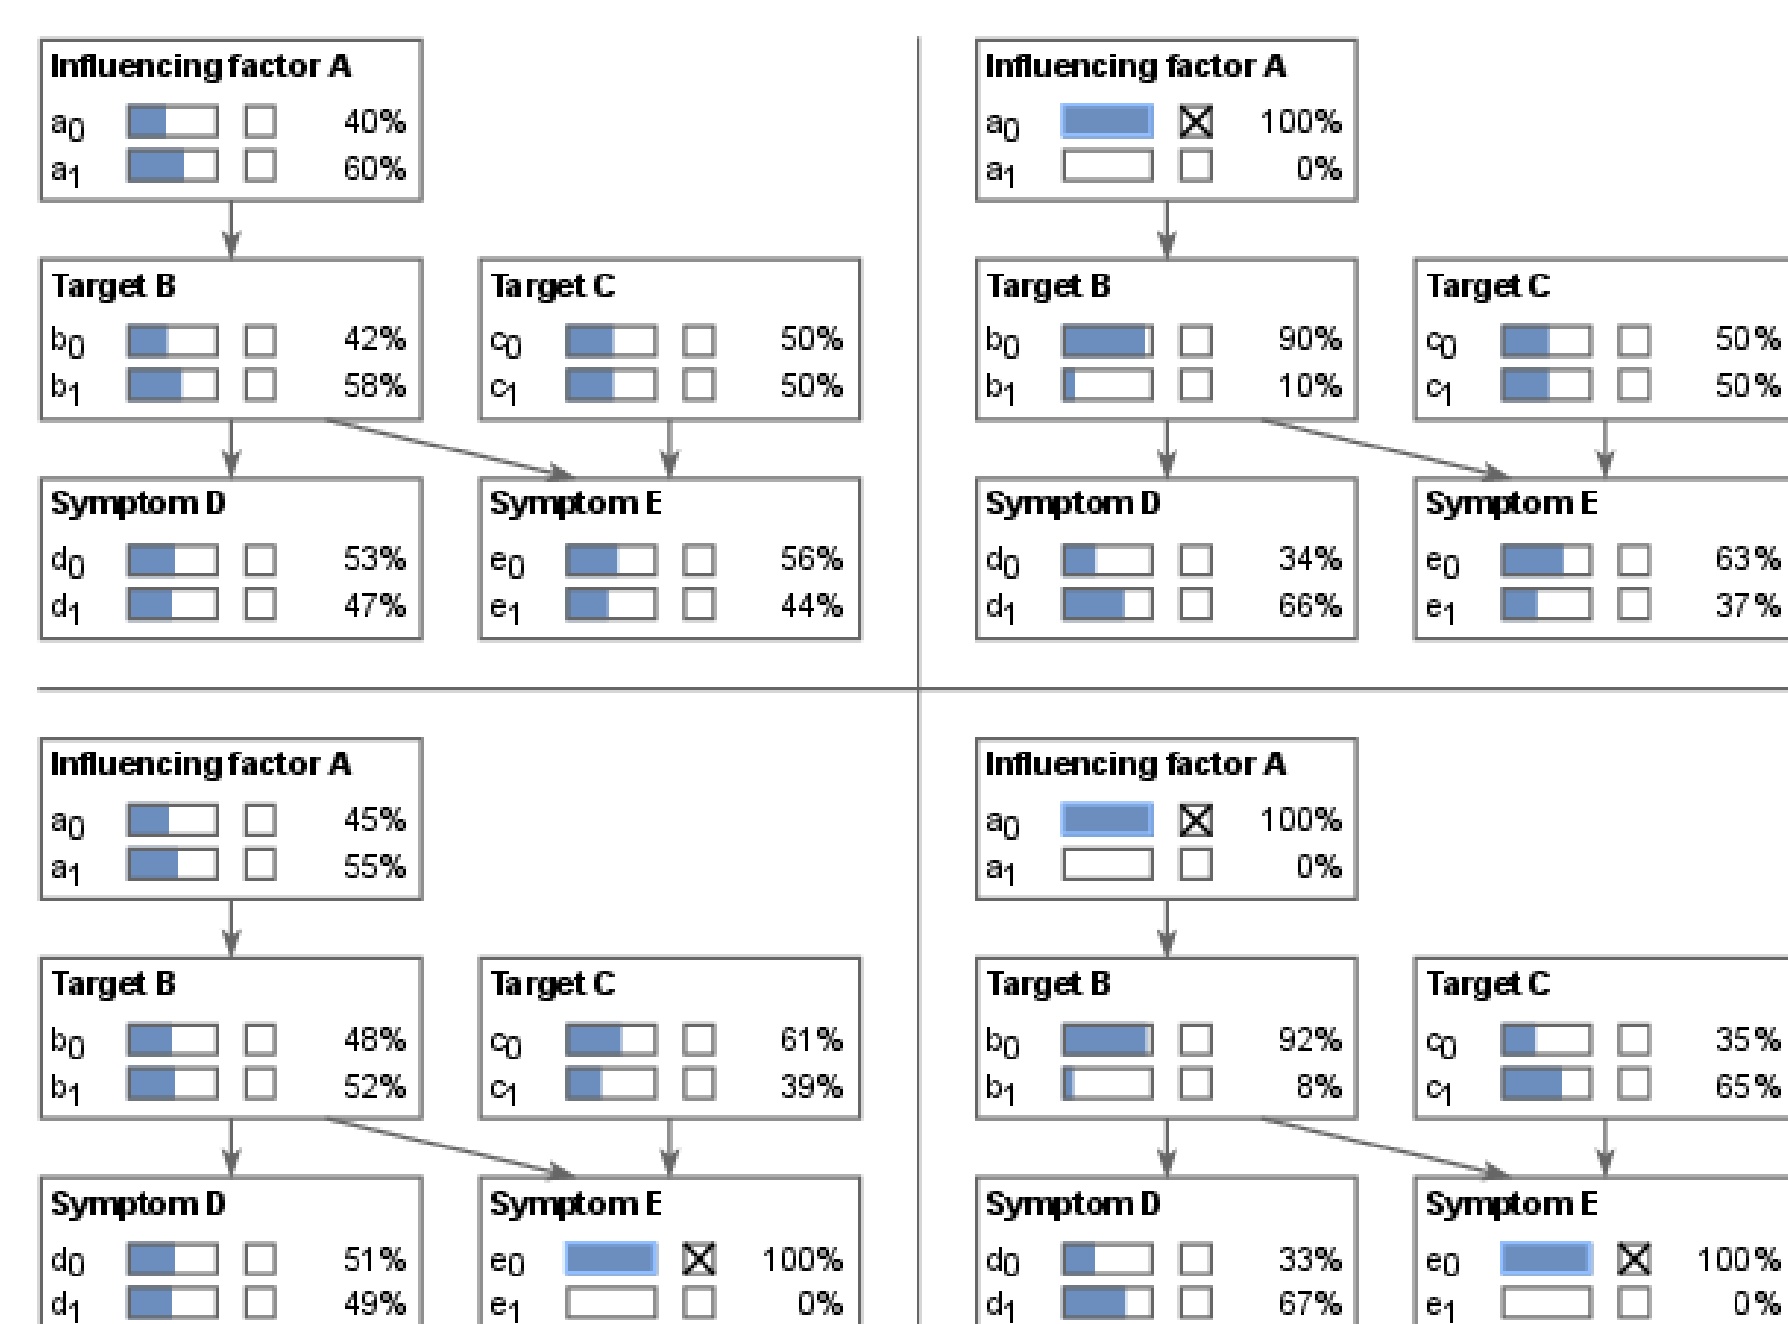 Influencing factor A
a0 40%
a1 60%
Target B
b0 42%
b1 58%
Target C
c0 50%
c1 50%
Symptom D
d0 53%
d1 47%
Symptom E
e0 56%
e1 44%
Influencing factor A
a0 100%
a1 0%
Target B
b0 90%
b1 10%
Target C
c0 50%
c1 50%
Symptom D
d0 34%
d1 66%
Symptom E
e0 63%
e1 37%
Influencing factor A
a0 45%
a1 55%
Target B
b0 48%
b1 52%
Target C
c0 61%
c1 39%
Symptom D
d0 51%
d1 49%
Symptom E
e0 100%
e1 0%
Influencing factor A
a0 100%
a1 0%
Target B
b0 92%
b1 8%
Target C
c0 35%
c1 65%
Symptom D
d0 33%
d1 67%
Symptom E
e0 100%
e1 0%